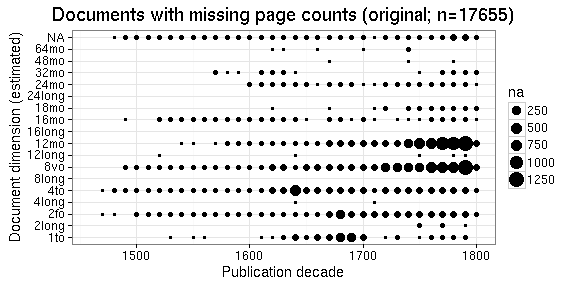 Documents with missing page counts (original; n=17655)
Document dimension (estimated)
NA
64mo
48mo
32mo
24mo
24long
18mo
16mo
16long
12mo
12long
8vo
8long
4to
4long
2fo
2long
1to
1500
1600
1700
1800
Publication decade
na
250
500
750
1000
1250